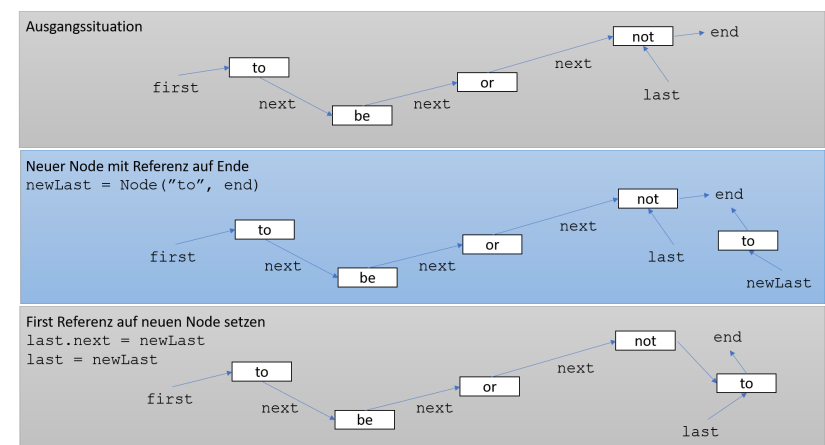 Ausgangssituation
not
end
to
next
first
or
last
next
next
be
Neuer Node mit Referenz auf Ende
newLast = Node(”to”, end)
not
end
to
next
to
or
first
next
next
last
be
newLast
First Referenz auf neuen Node setzen
last.next = newLast
last = newLast
not
end
to
next
to
or
first
next
next
be
last